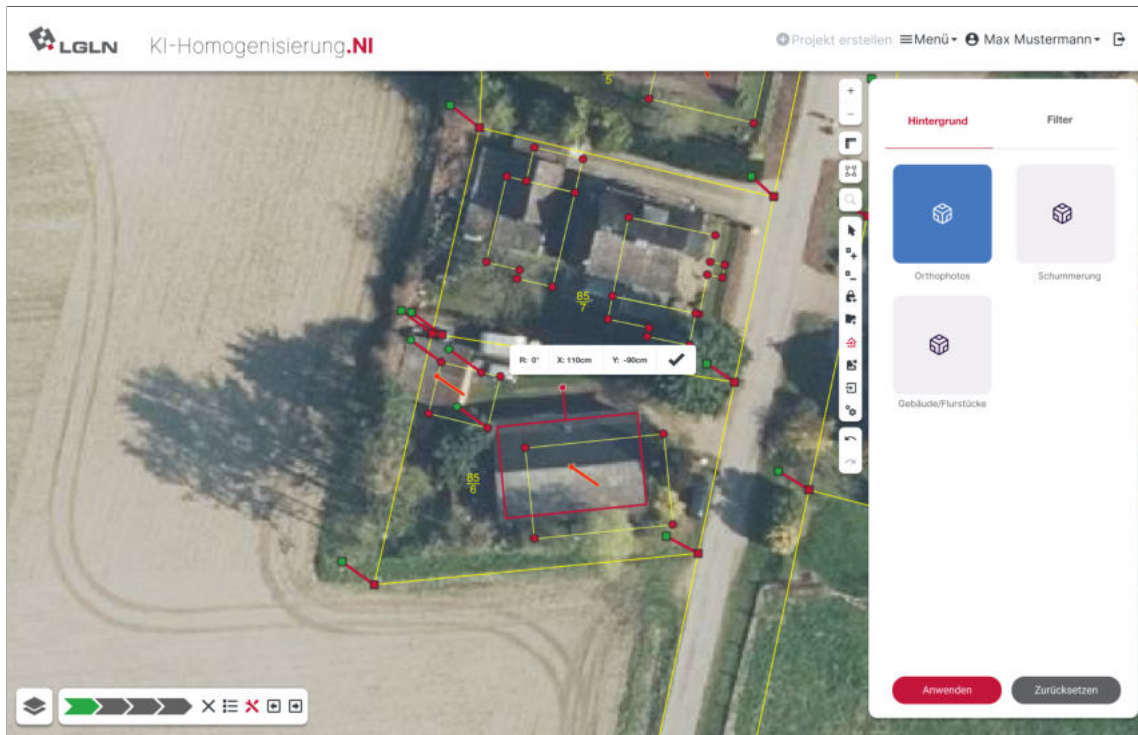 LGLN KI-Homogenisierung.NI
Projekt erstellen Menü Max Mustermann
Hintergrund Filter
Orthophotos Schummerung
Gebäude/Flurstücke
5
85
7
R: 0° X: 110cm Y: -90cm
85
6
Anwenden Zurücksetzen